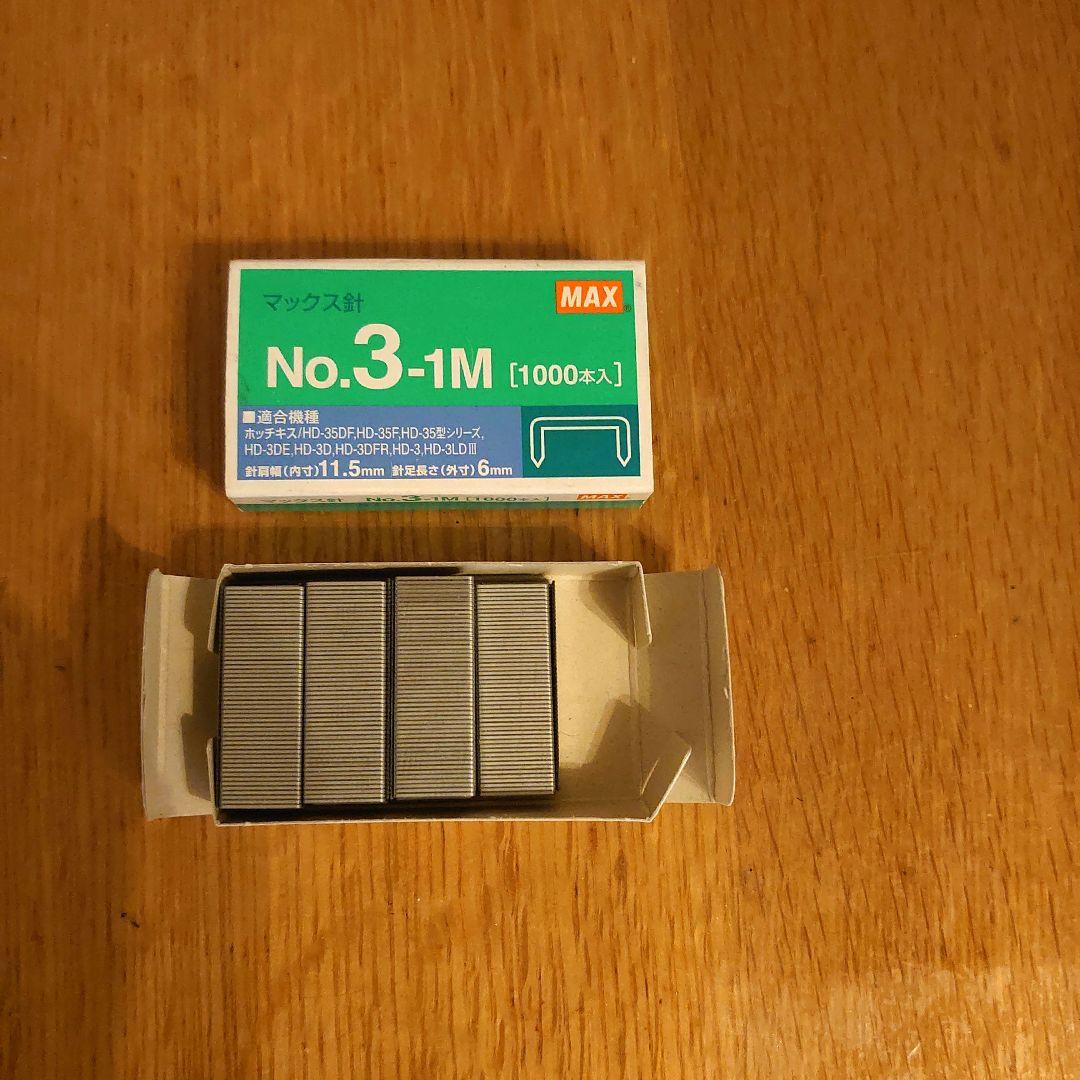 マックス針
MAX®
No.3-1M [1000本入]
■適合機種
ホッチキス/HD-35DF,HD-35F,HD-35型シリーズ,
HD-3DE,HD-3D,HD-3DFR,HD-3,HD-3LDⅢ
針肩幅(内寸)11.5mm 針足長さ(外寸)6mm
マックス針 No.3-1M [1000本入] MAX